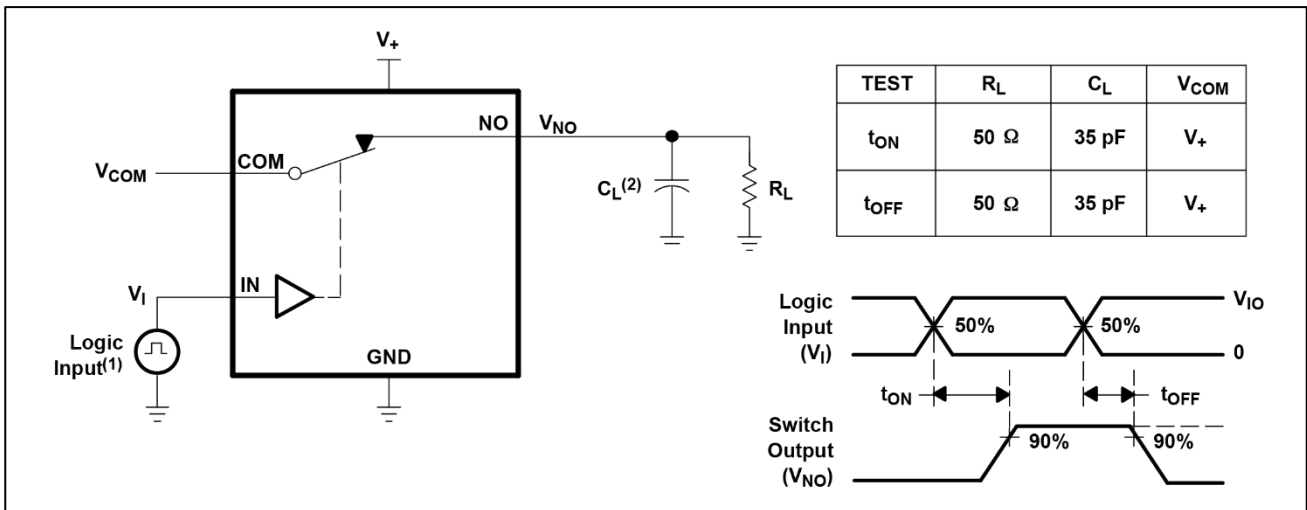 V+
NO
VNO
COM
VCOM
CL(2)
RL
IN
VI
Logic
Input(1)
GND
TEST RL CL VCOM
tON 50 Ω 35 pF V+
tOFF 50 Ω 35 pF V+
Logic
Input
(VI)
50%
50%
VIO
0
tON
tOFF
Switch
Output
(VNO)
90%
90%